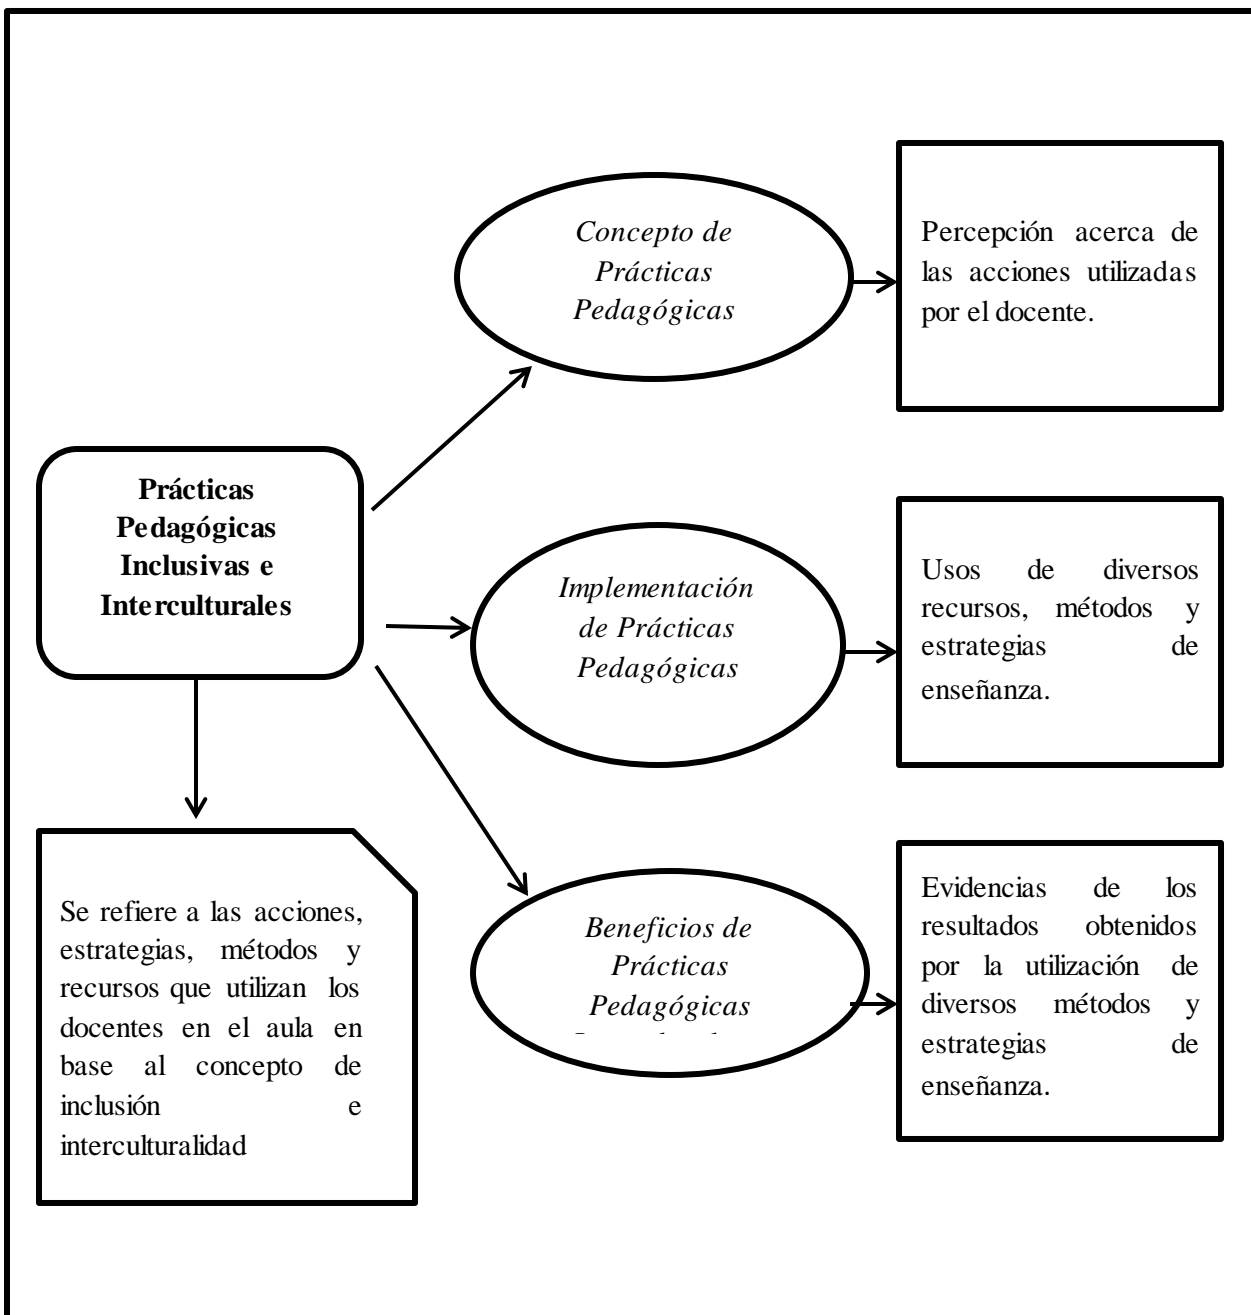 Concepto de
Prácticas
Pedagógicas
Percepción acerca de
las acciones utilizadas
por el docente.
Prácticas
Pedagógicas
Inclusivas e
Interculturales
Implementación
de Prácticas
Pedagógicas
Usos de diversos
recursos, métodos y
estrategias de
enseñanza.
Se refiere a las acciones,
estrategias, métodos y
recursos que utilizan los
docentes en el aula en
base al concepto de
inclusión e
interculturalidad
Beneficios de
Prácticas
Pedagógicas
Evidencias de los
resultados obtenidos
por la utilización de
diversos métodos y
estrategias de
enseñanza.